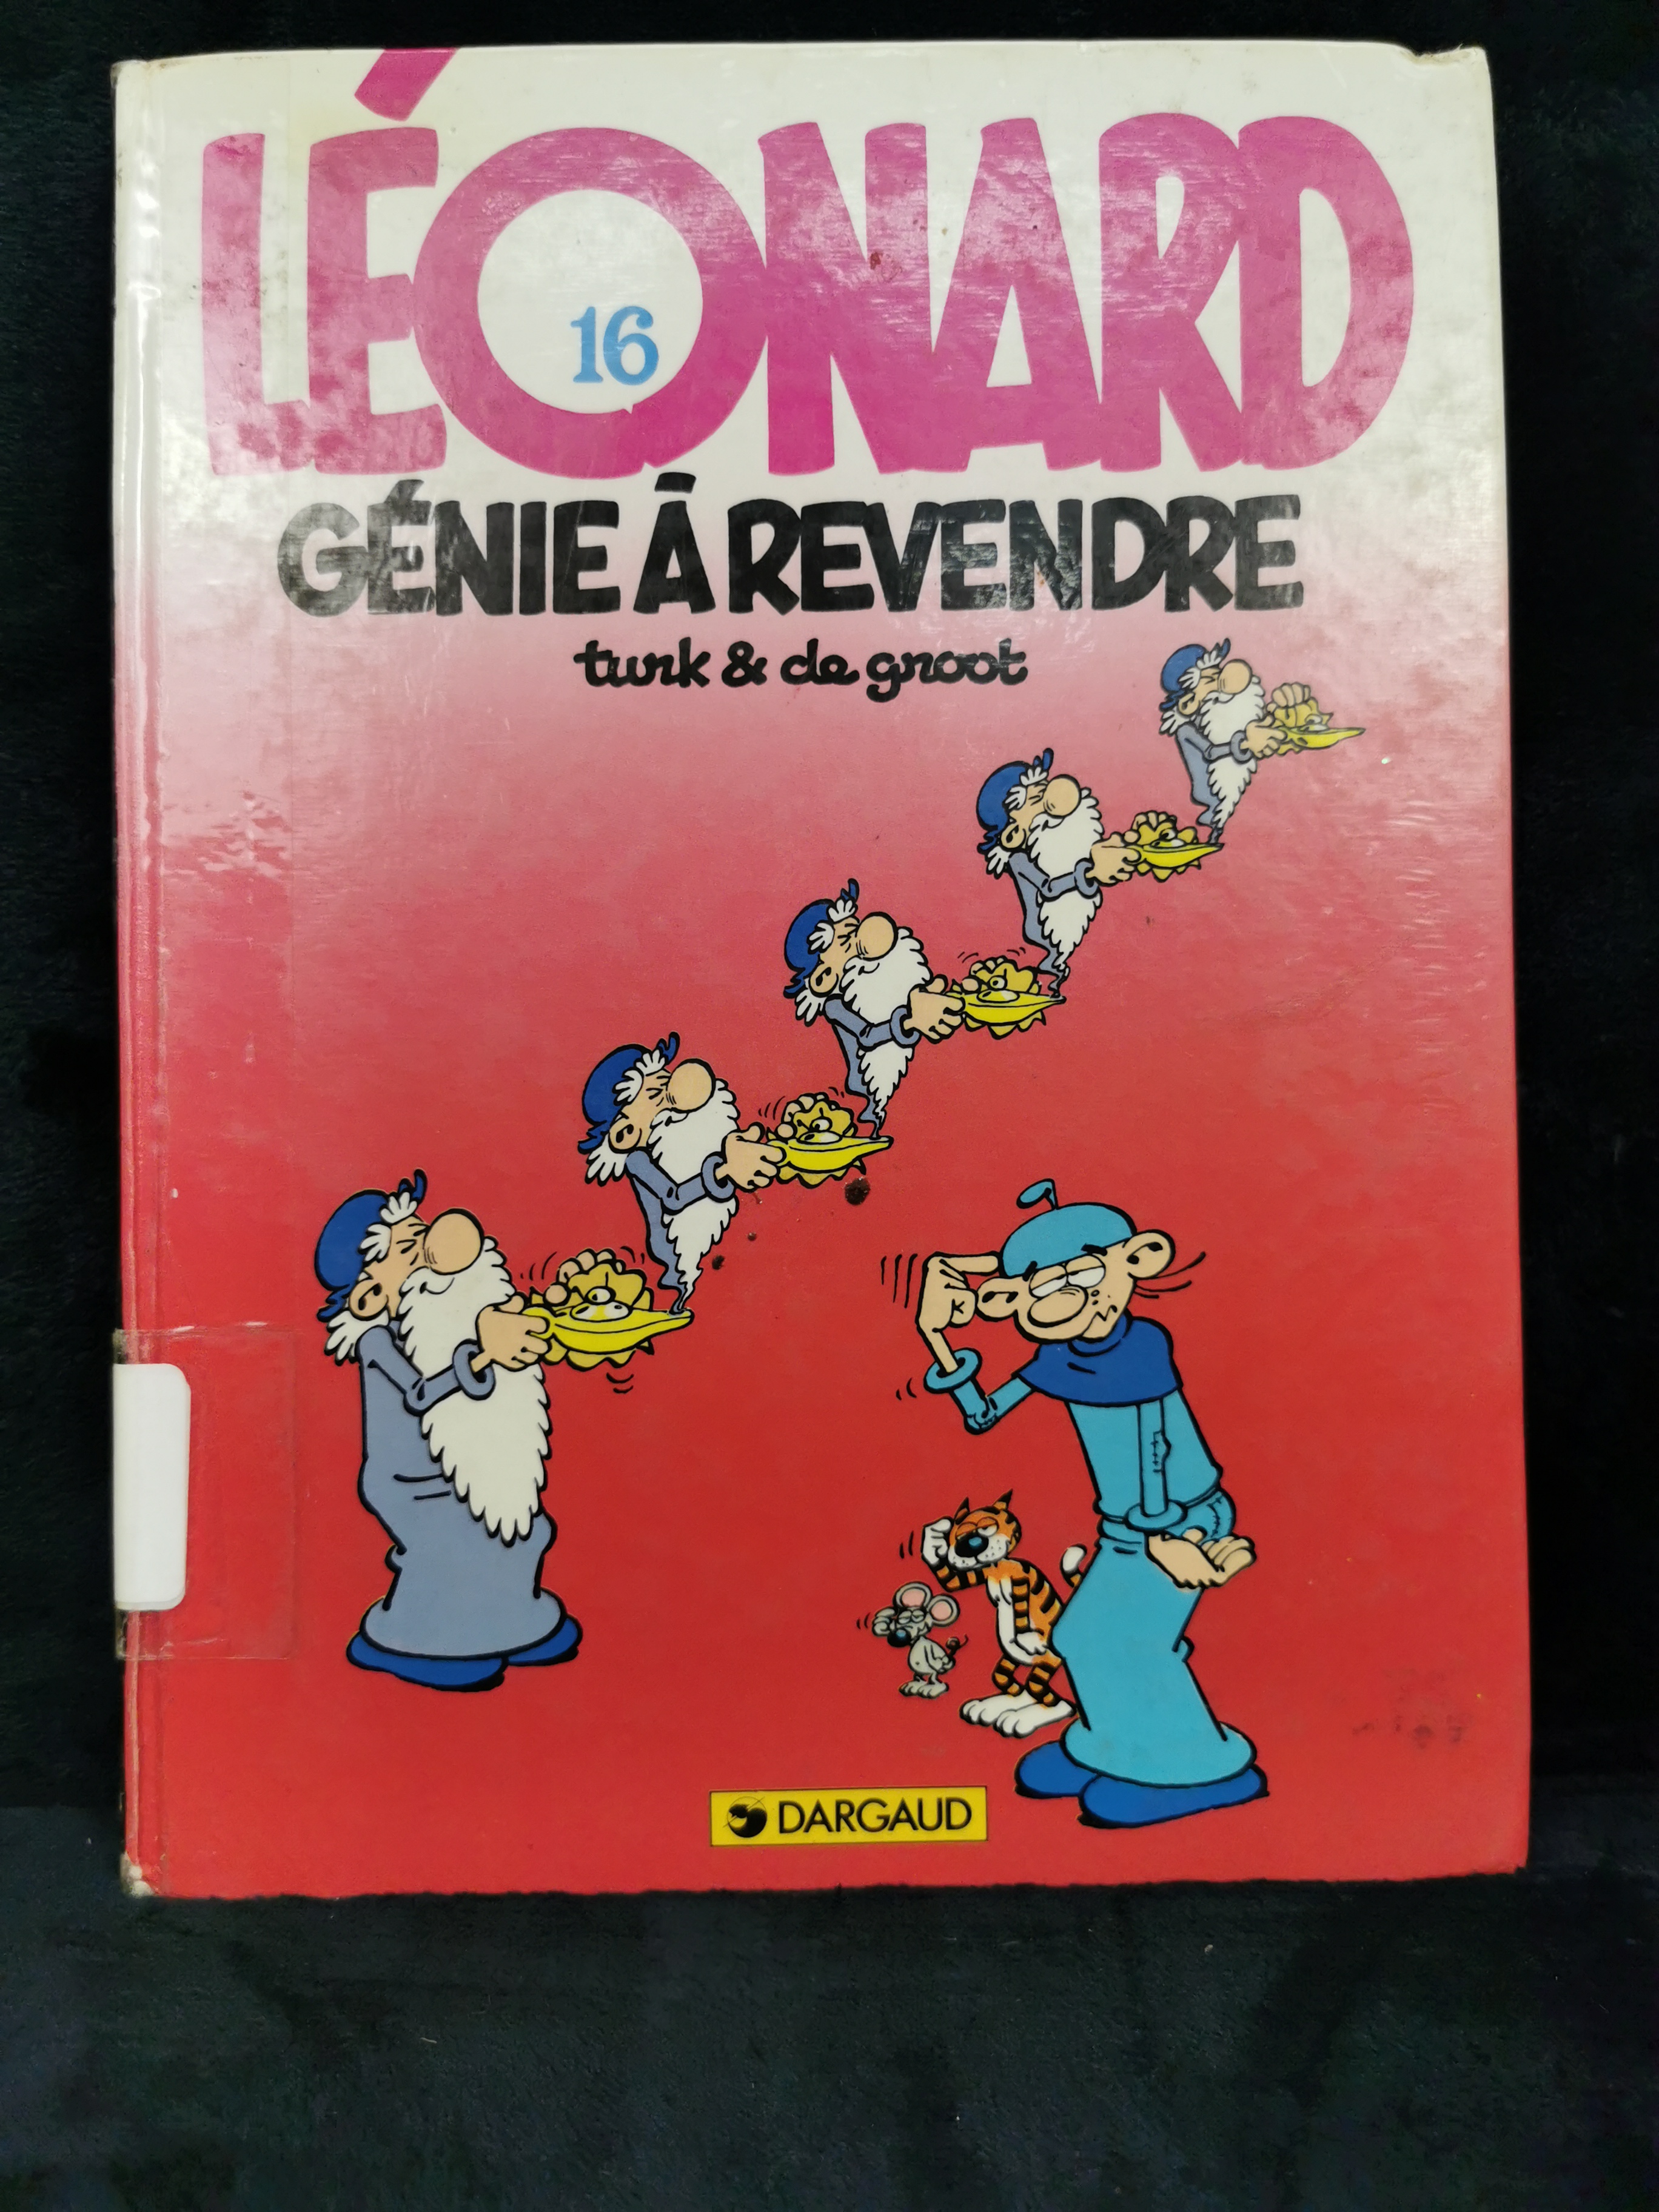 LÉONARD
16
GÉNIE À REVENDRE
turk & de groot
DARGAUD